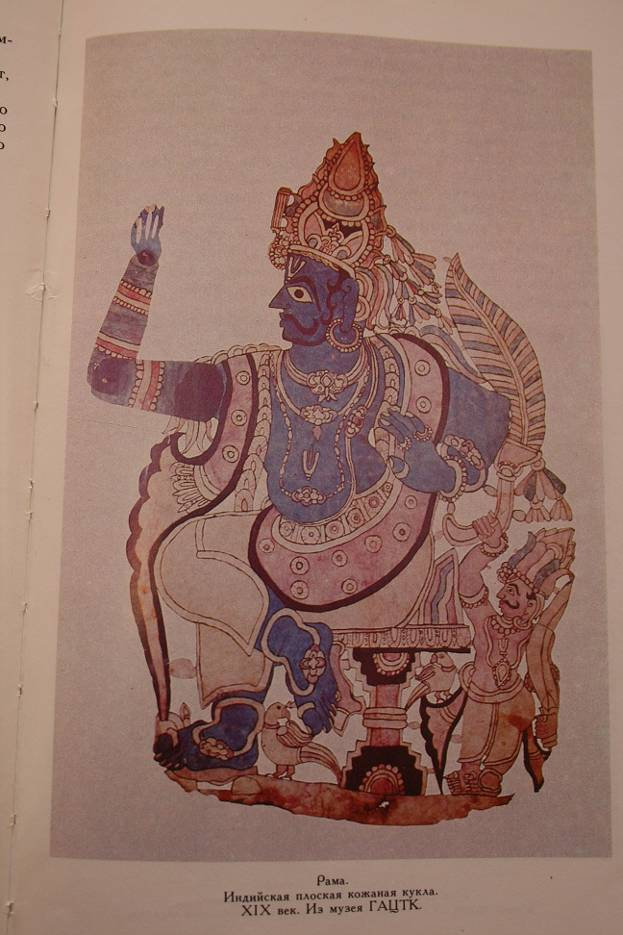 м-
т,
о
о
о
Рама.
Индийская плоская кожаная кукла.
XIX век. Из музея ГАЦТК.